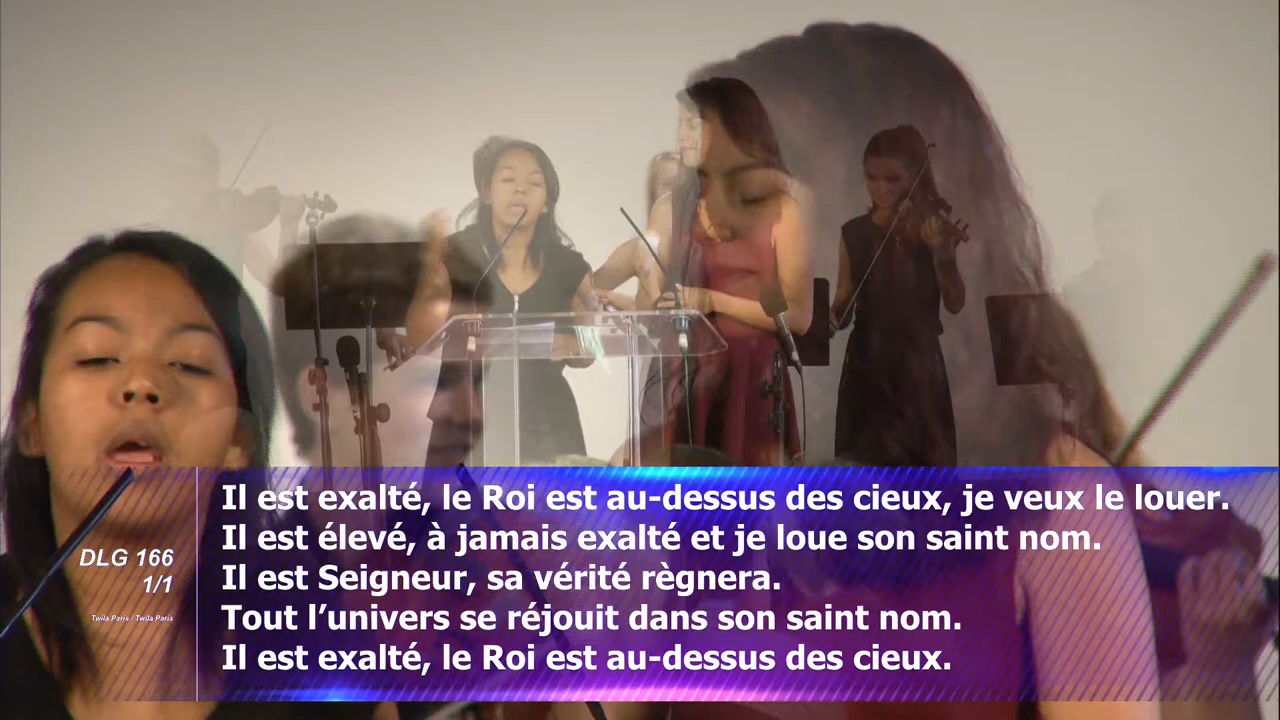 Il est exalté, le Roi est au-dessus des cieux, je veux le louer.
Il est élevé, à jamais exalté et je loue son saint nom.
Il est Seigneur, sa vérité règnera.
Tout l’univers se réjouit dans son saint nom.
Il est exalté, le Roi est au-dessus des cieux.
DLG 166
1/1
Twila Paris / Twila Paris